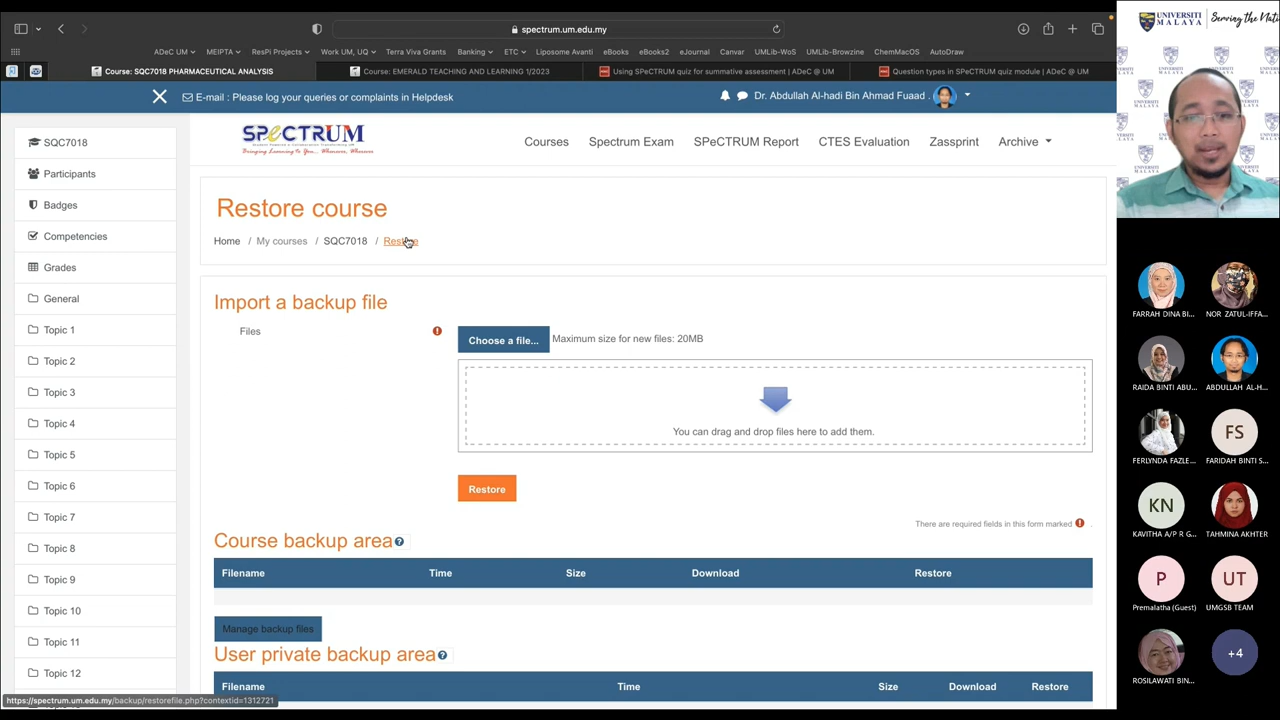 spectrum.um.edu.my
ADeC UM
MEIPTA
ResPi Projects
Work UM, UQ
Terra Viva Grants
Banking
ETC
Liposome Avanti
eBooks
eBooks2
eJournal
Canvar
UMLib-WoS
UMLib-Browzine
ChemMacOS
AutoDraw
Course: SQC7018 PHARMACEUTICAL ANALYSIS
Course: EMERALD TEACHING AND LEARNING 1/2023
Using SPeCTRUM quiz for summative assessment | ADeC @ UM
Question types in SPeCTRUM quiz module | ADeC @ UM
E-mail : Please log your queries or complaints in Helpdesk
Dr. Abdullah Al-hadi Bin Ahmad Fuaad
SPeCTRUM
Bringing Learning to You... Whenever, Wherever
Courses
Spectrum Exam
SPeCTRUM Report
CTES Evaluation
Zassprint
Archive
SQC7018
Participants
Badges
Competencies
Grades
General
Topic 1
Topic 2
Topic 3
Topic 4
Topic 5
Topic 6
Topic 7
Topic 8
Topic 9
Topic 10
Topic 11
Topic 12
Restore course
Home / My courses / SQC7018 / Restore
Import a backup file
Files
Choose a file...
Maximum size for new files: 20MB
You can drag and drop files here to add them.
Restore
There are required fields in this form marked
Course backup area
Filename Time Size Download Restore
Manage backup files
User private backup area
Filename Time Size Download Restore
https://spectrum.um.edu.my/backup/restorefile.php?contextid=1312721
UNIVERSITI
MALAYA
Serving the Nati
FARRAH DINA BI...
NOR ZATUL-IFFA...
RAIDA BINTI ABU...
ABDULLAH AL-H...
FERLYNDA FAZLE...
FS
FARIDAH BINTI S...
KN
KAVITHA A/P R G...
TAHMINA AKHTER
P
Premalatha (Guest)
UT
UMGSB TEAM
ROSILAWATI BIN...
+4